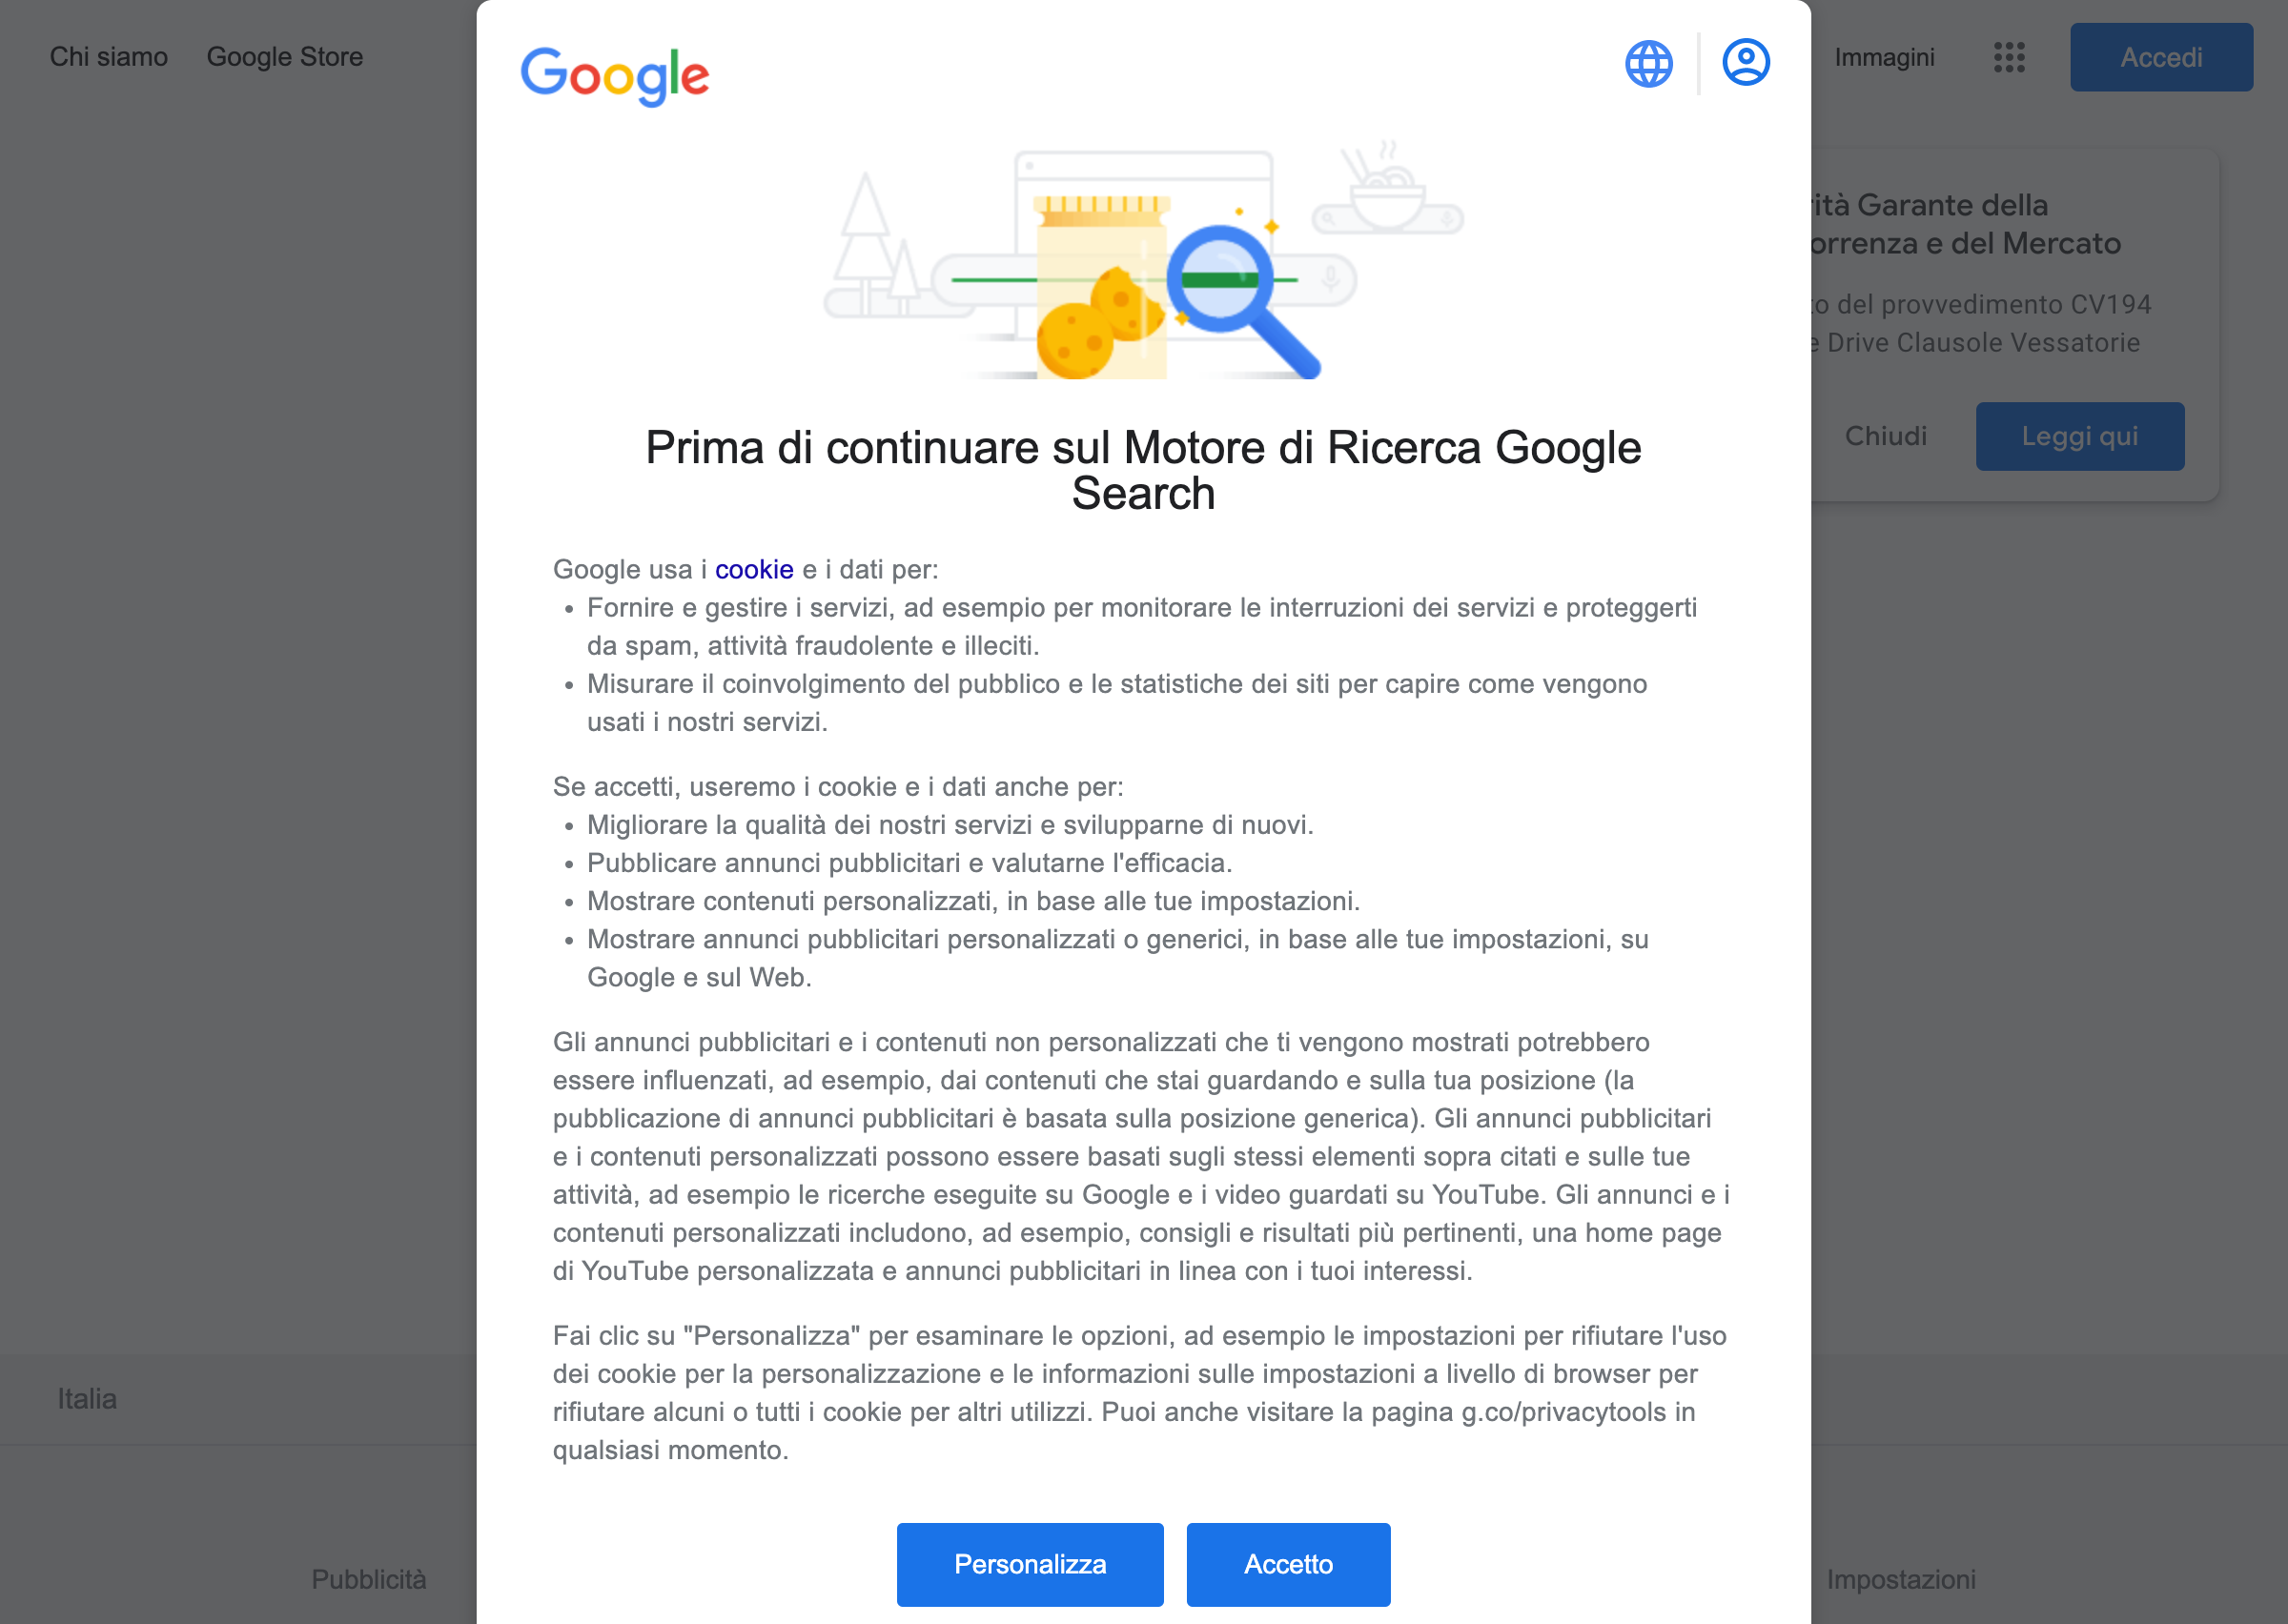 Chi siamo Google Store
Immagini
Accedi
Google
ità Garante della
orrenza e del Mercato
o del provvedimento CV194
e Drive Clausole Vessatorie
Chiudi
Leggi qui
Prima di continuare sul Motore di Ricerca Google
Search
Google usa i cookie e i dati per:
• Fornire e gestire i servizi, ad esempio per monitorare le interruzioni dei servizi e proteggerti
da spam, attività fraudolente e illeciti.
• Misurare il coinvolgimento del pubblico e le statistiche dei siti per capire come vengono
usati i nostri servizi.
Se accetti, useremo i cookie e i dati anche per:
• Migliorare la qualità dei nostri servizi e svilupparne di nuovi.
• Pubblicare annunci pubblicitari e valutarne l'efficacia.
• Mostrare contenuti personalizzati, in base alle tue impostazioni.
• Mostrare annunci pubblicitari personalizzati o generici, in base alle tue impostazioni, su
Google e sul Web.
Gli annunci pubblicitari e i contenuti non personalizzati che ti vengono mostrati potrebbero
essere influenzati, ad esempio, dai contenuti che stai guardando e sulla tua posizione (la
pubblicazione di annunci pubblicitari è basata sulla posizione generica). Gli annunci pubblicitari
e i contenuti personalizzati possono essere basati sugli stessi elementi sopra citati e sulle tue
attività, ad esempio le ricerche eseguite su Google e i video guardati su YouTube. Gli annunci e i
contenuti personalizzati includono, ad esempio, consigli e risultati più pertinenti, una home page
di YouTube personalizzata e annunci pubblicitari in linea con i tuoi interessi.
Fai clic su "Personalizza" per esaminare le opzioni, ad esempio le impostazioni per rifiutare l'uso
dei cookie per la personalizzazione e le informazioni sulle impostazioni a livello di browser per
rifiutare alcuni o tutti i cookie per altri utilizzi. Puoi anche visitare la pagina g.co/privacytools in
qualsiasi momento.
Italia
Personalizza
Accetto
Pubblicità
Impostazioni